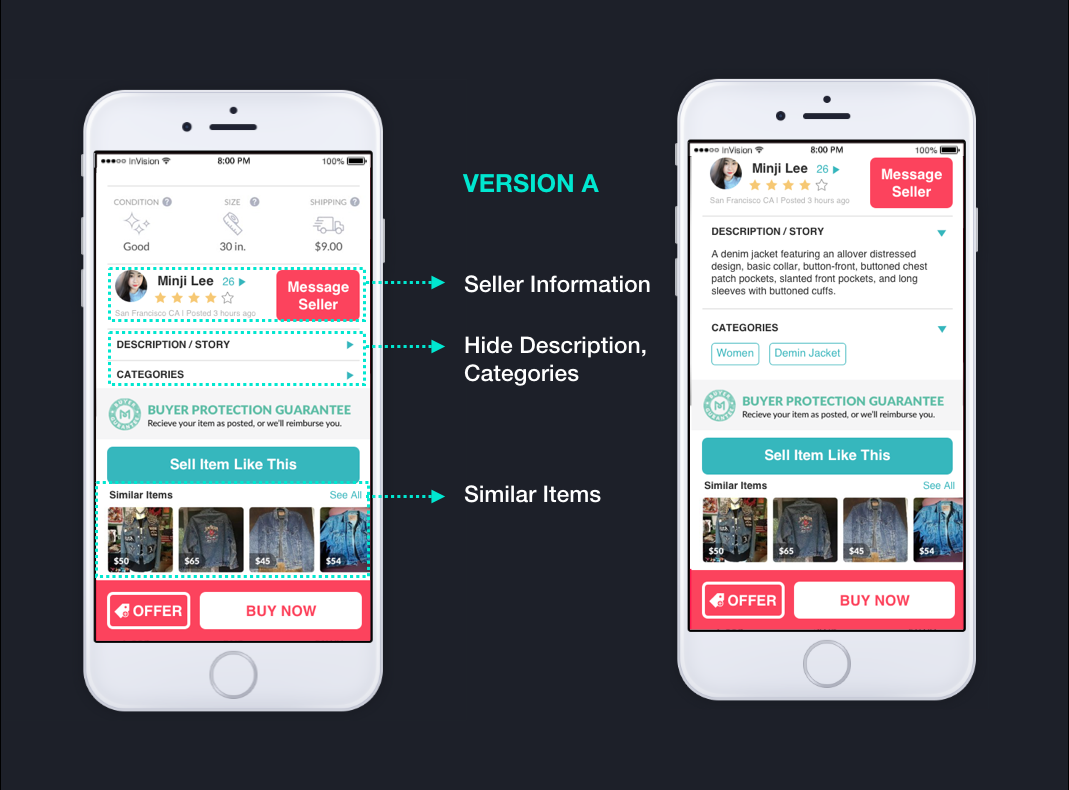 ●●●○○ InVision 8:00 PM 100%
CONDITION ? SIZE ? SHIPPING ?
Good 30 in. $9.00
Minji Lee 26
San Francisco CA I Posted 3 hours ago
Message
Seller
DESCRIPTION / STORY
CATEGORIES
BUYER PROTECTION GUARANTEE
Recieve your item as posted, or we'll reimburse you.
Sell Item Like This
Similar Items See All
$50 $65 $45 $54
OFFER BUY NOW
VERSION A
Seller Information
Hide Description,
Categories
Similar Items
●●●○○ InVision 8:00 PM 100%
Minji Lee 26
San Francisco CA I Posted 3 hours ago
Message
Seller
DESCRIPTION / STORY
A denim jacket featuring an allover distressed
design, basic collar, button-front, buttoned chest
patch pockets, slanted front pockets, and long
sleeves with buttoned cuffs.
CATEGORIES
Women Demin Jacket
BUYER PROTECTION GUARANTEE
Recieve your item as posted, or we'll reimburse you.
Sell Item Like This
Similar Items See All
$50 $65 $45 $54
OFFER BUY NOW